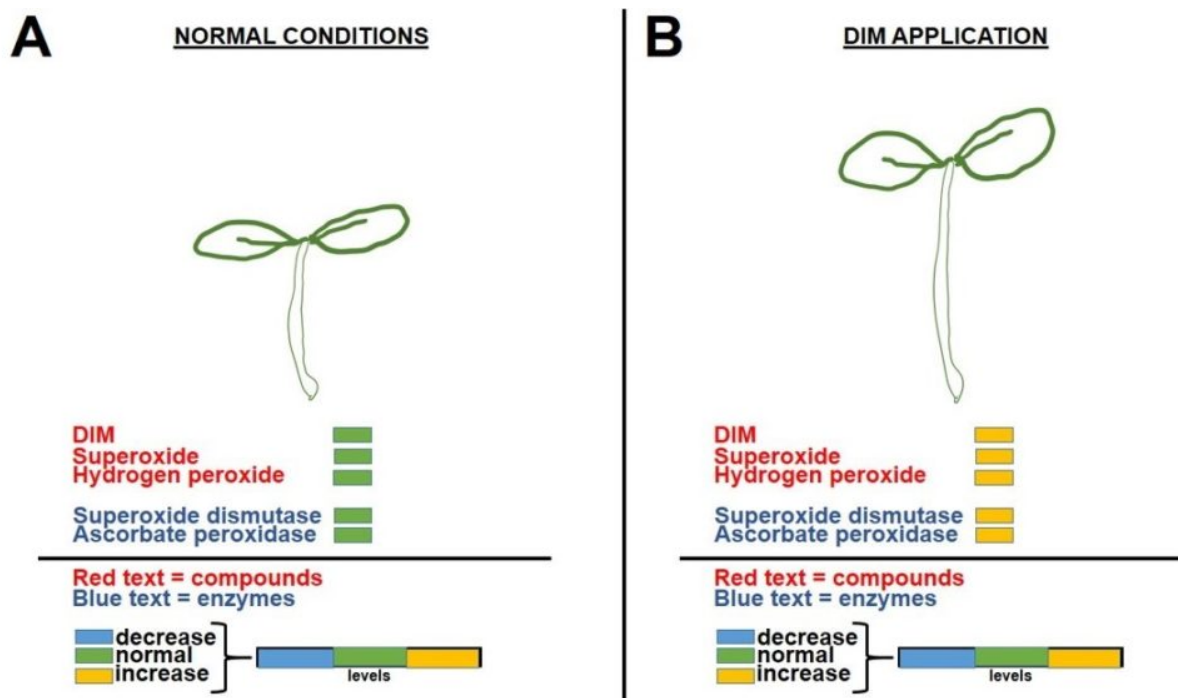 A
NORMAL CONDITIONS
DIM
Superoxide
Hydrogen peroxide
Superoxide dismutase
Ascorbate peroxidase
Red text = compounds
Blue text = enzymes
decrease
normal
increase
levels
B
DIM APPLICATION
DIM
Superoxide
Hydrogen peroxide
Superoxide dismutase
Ascorbate peroxidase
Red text = compounds
Blue text = enzymes
decrease
normal
increase
levels